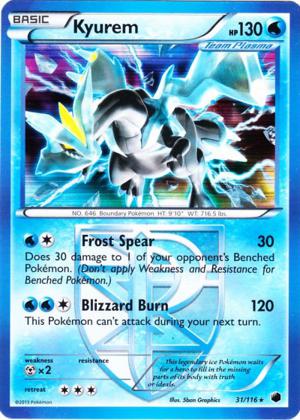 BASIC
Kyurem
HP 130
Team Plasma
NO. 646 Boundary Pokémon HT: 9'10" WT: 716.5 lbs.
Frost Spear 30
Does 30 damage to 1 of your opponent's Benched
Pokémon. (Don't apply Weakness and Resistance for
Benched Pokémon.)
Blizzard Burn 120
This Pokémon can't attack during your next turn.
weakness
resistance
×2
retreat
This legendary ice Pokémon waits
for a hero to fill in the missing
parts of its body with truth
or ideals.
©2013 Pokémon
Illus. 5ban Graphics
31/116 ★